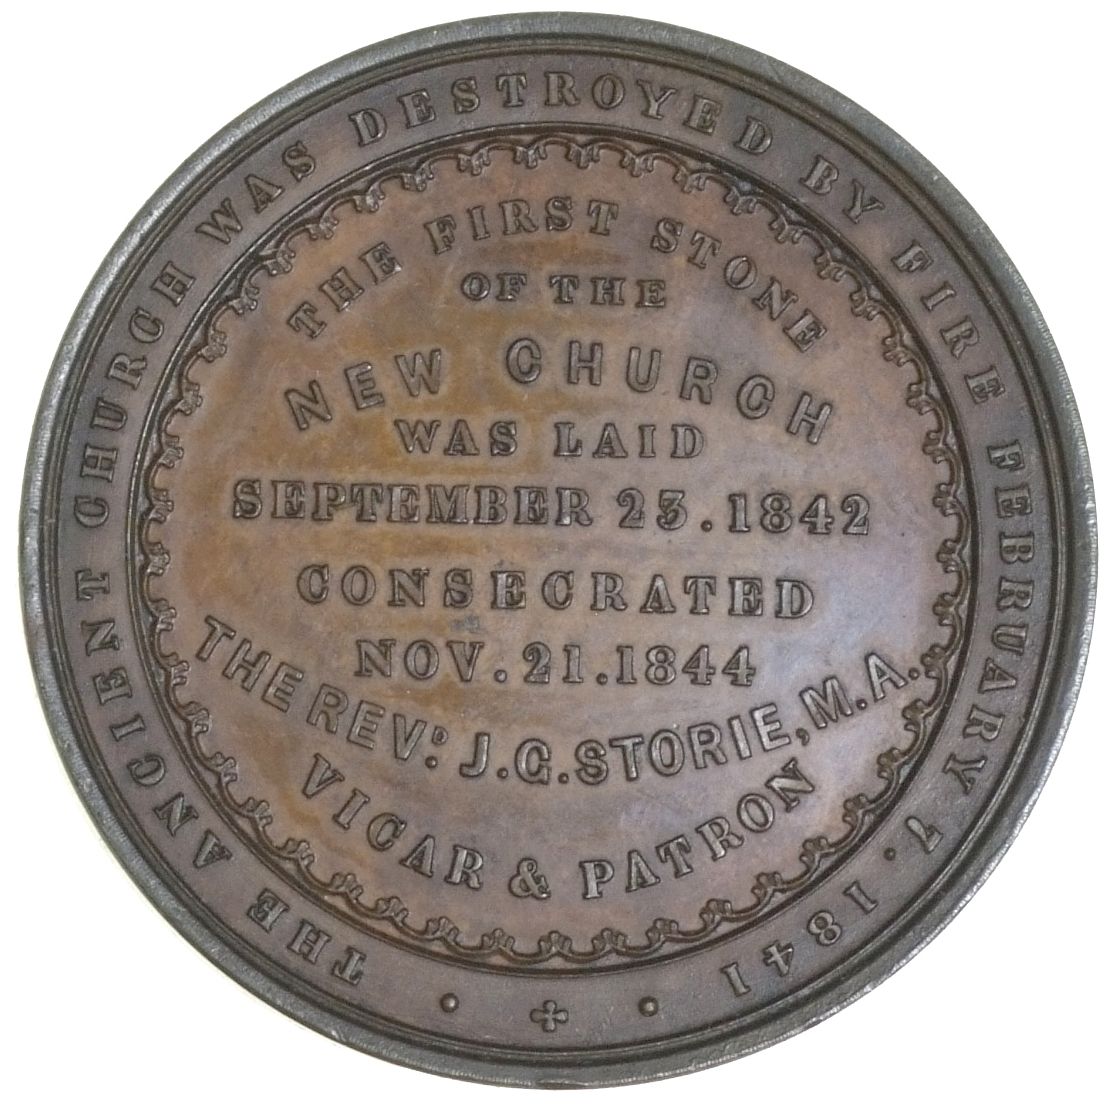 THE ANCIENT CHURCH WAS DESTROYED BY FIRE FEBRUARY 7. 1841
THE FIRST STONE
OF THE
NEW CHURCH
WAS LAID
SEPTEMBER 23. 1842
CONSECRATED
NOV. 21. 1844
THE REVD: J.G. STORIE, M.A.
VICAR & PATRON